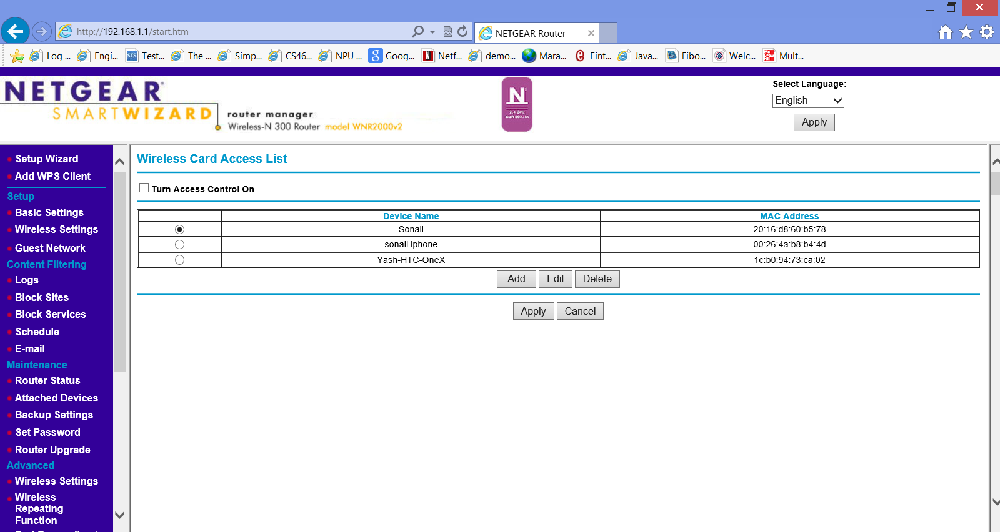 http://192.168.1.1/start.htm
NETGEAR Router
Log ...
Engi...
STS
Test...
The ...
Simp...
CS46...
NPU ...
Goog...
Netf...
demo...
Mara...
Eint...
Java...
Fibo...
Welc...
Mult...
NETGEAR
SMARTWIZARD
router manager
Wireless-N 300 Router model WNR2000v2
N
2.4 GHz
draft 802.11n
Select Language:
English
Apply
Setup Wizard
Add WPS Client
Setup
Basic Settings
Wireless Settings
Guest Network
Content Filtering
Logs
Block Sites
Block Services
Schedule
E-mail
Maintenance
Router Status
Attached Devices
Backup Settings
Set Password
Router Upgrade
Advanced
Wireless Settings
Wireless
Repeating
Function
Wireless Card Access List
Turn Access Control On
Device Name MAC Address
Sonali 20:16:d8:60:b5:78
sonali iphone 00:26:4a:b8:b4:4d
Yash-HTC-OneX 1c:b0:94:73:ca:02
Add Edit Delete
Apply Cancel